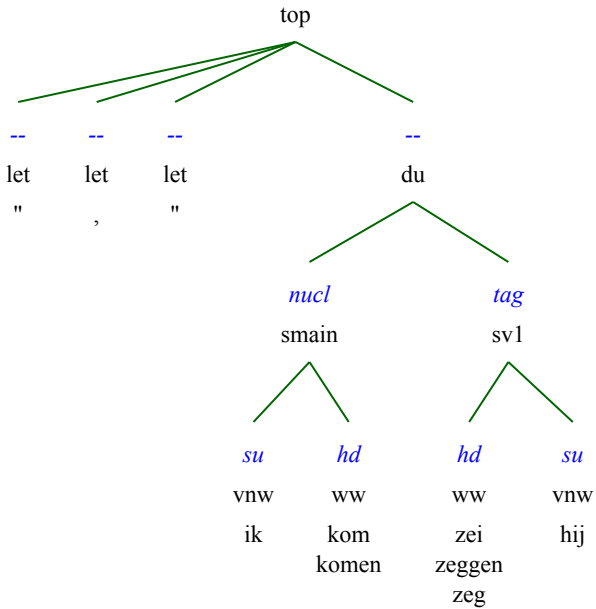 top
-- -- -- --
let let let du
" , "
nucl tag
smain sv1
su hd hd su
vnw ww ww vnw
ik kom zei hij
komen zeggen
zeg